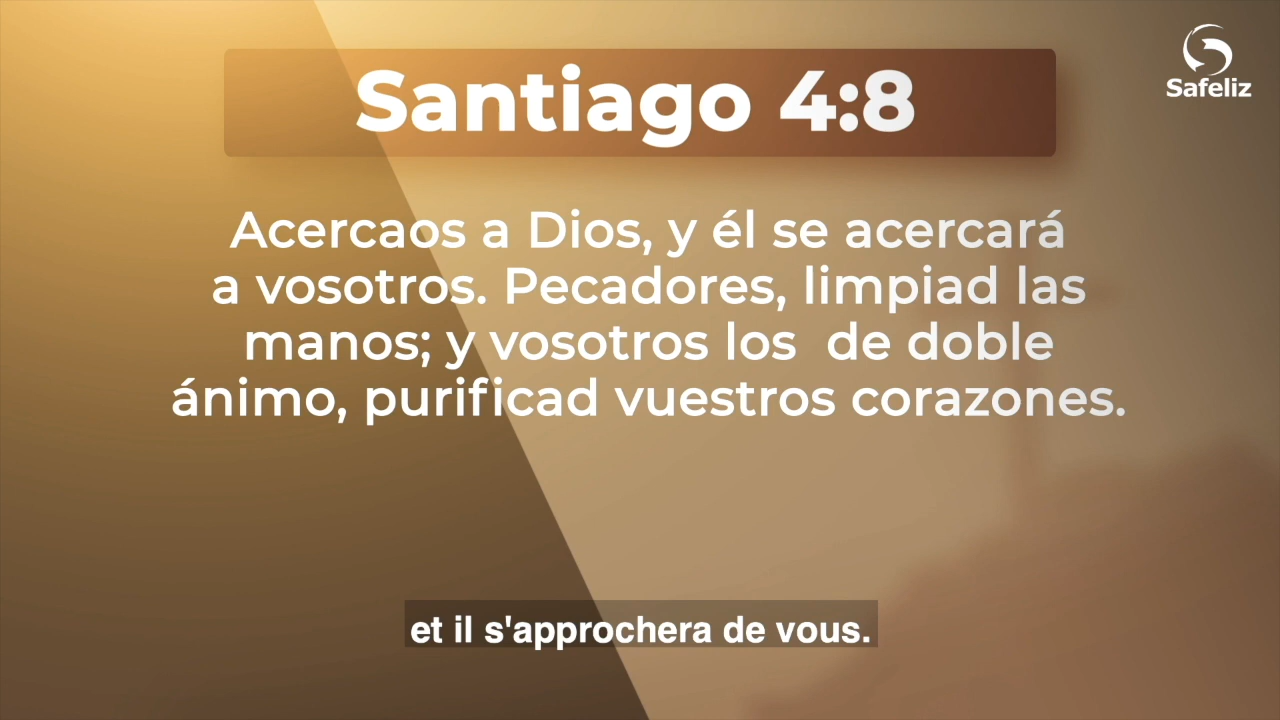 Santiago 4:8
Safeliz
Acercaos a Dios, y él se acercará
a vosotros. Pecadores, limpiad las
manos; y vosotros los  de doble
ánimo, purificad vuestros corazones.
et il s'approchera de vous.